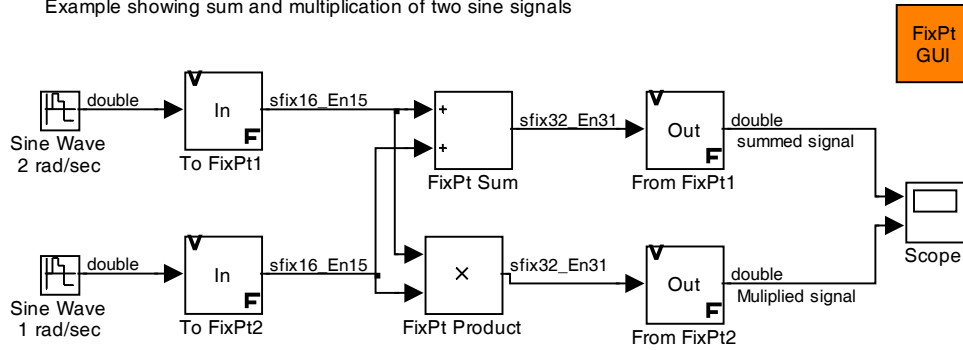 Example showing sum and multiplication of two sine signals
FixPt
GUI
double
V
In
F
sfix16_En15
+
+
sfix32_En31
V
Out
F
double
summed signal
Sine Wave
2 rad/sec
To FixPt1
FixPt Sum
From FixPt1
double
V
In
F
sfix16_En15
×
sfix32_En31
V
Out
F
double
Muliplied signal
Scope
Sine Wave
1 rad/sec
To FixPt2
FixPt Product
From FixPt2